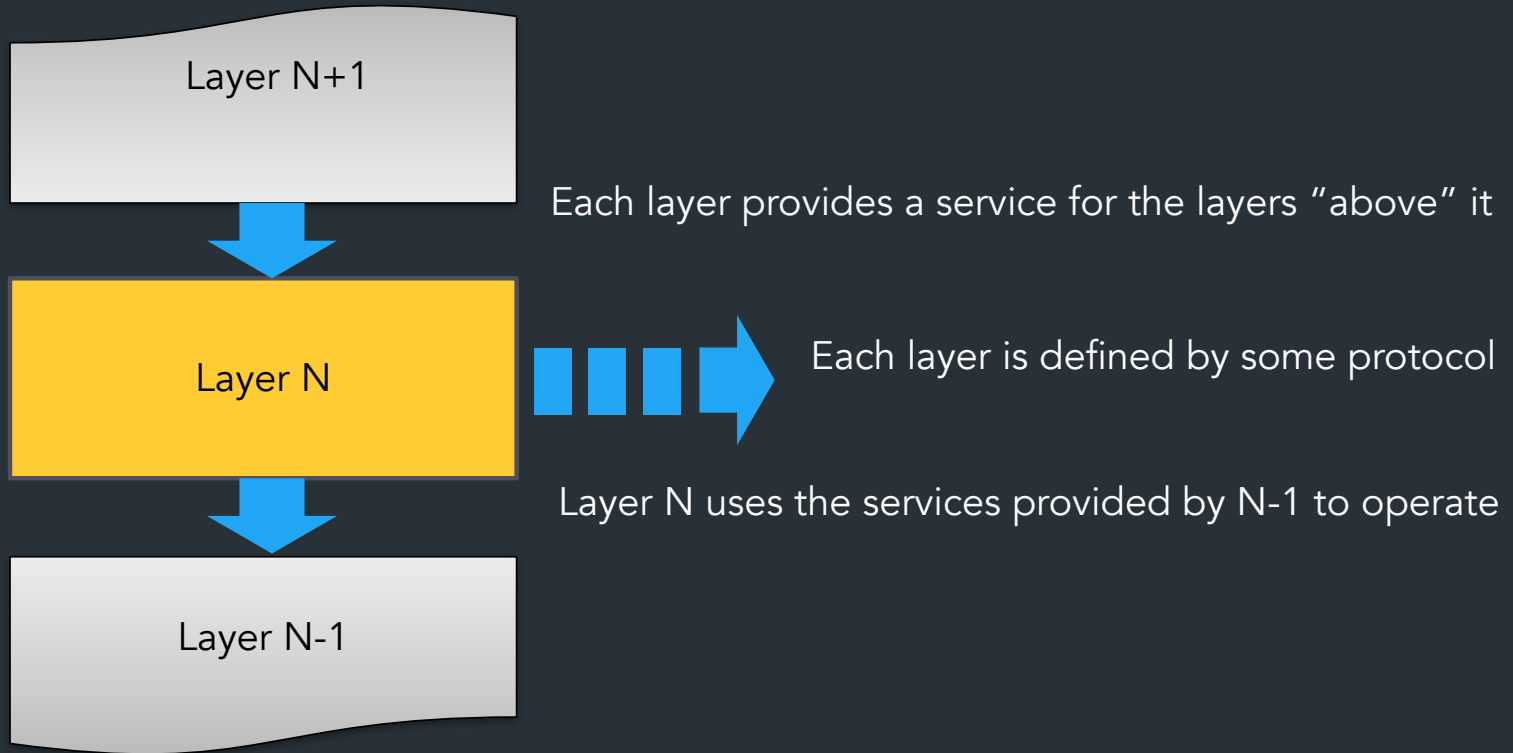 Layer N+1
Each layer provides a service for the layers “above” it
Layer N
Each layer is defined by some protocol
Layer N uses the services provided by N-1 to operate
Layer N-1